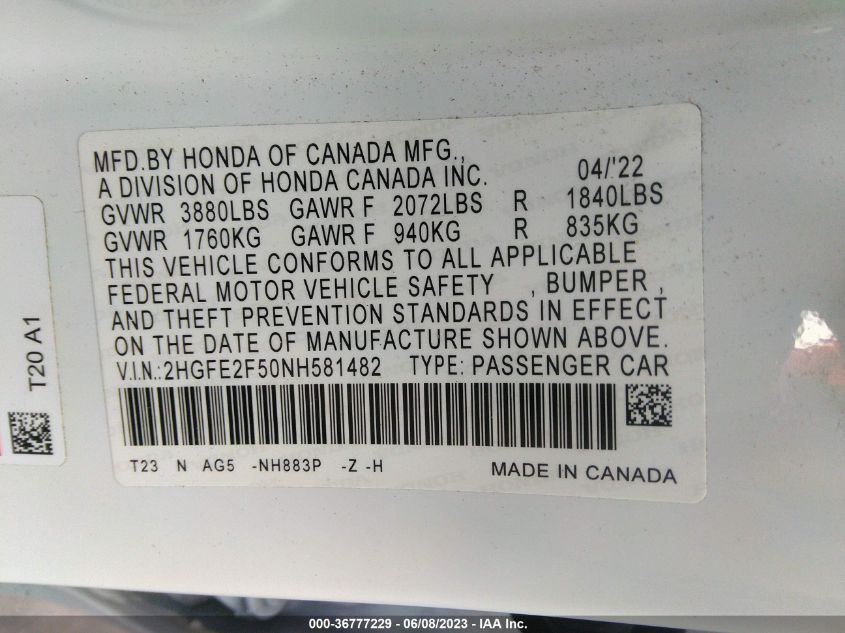 MFD.BY HONDA OF CANADA MFG.,
A DIVISION OF HONDA CANADA INC. 04/'22
GVWR 3880LBS GAWR F 2072LBS R 1840LBS
GVWR 1760KG GAWR F 940KG R 835KG
THIS VEHICLE CONFORMS TO ALL APPLICABLE
FEDERAL MOTOR VEHICLE SAFETY , BUMPER ,
AND THEFT PREVENTION STANDARDS IN EFFECT
ON THE DATE OF MANUFACTURE SHOWN ABOVE.
V.I.N.:2HGFE2F50NH581482 TYPE: PASSENGER CAR
T23 N AG5 -NH883P -Z -H MADE IN CANADA
T20 A1
000-36777229 - 06/08/2023 - IAA Inc.